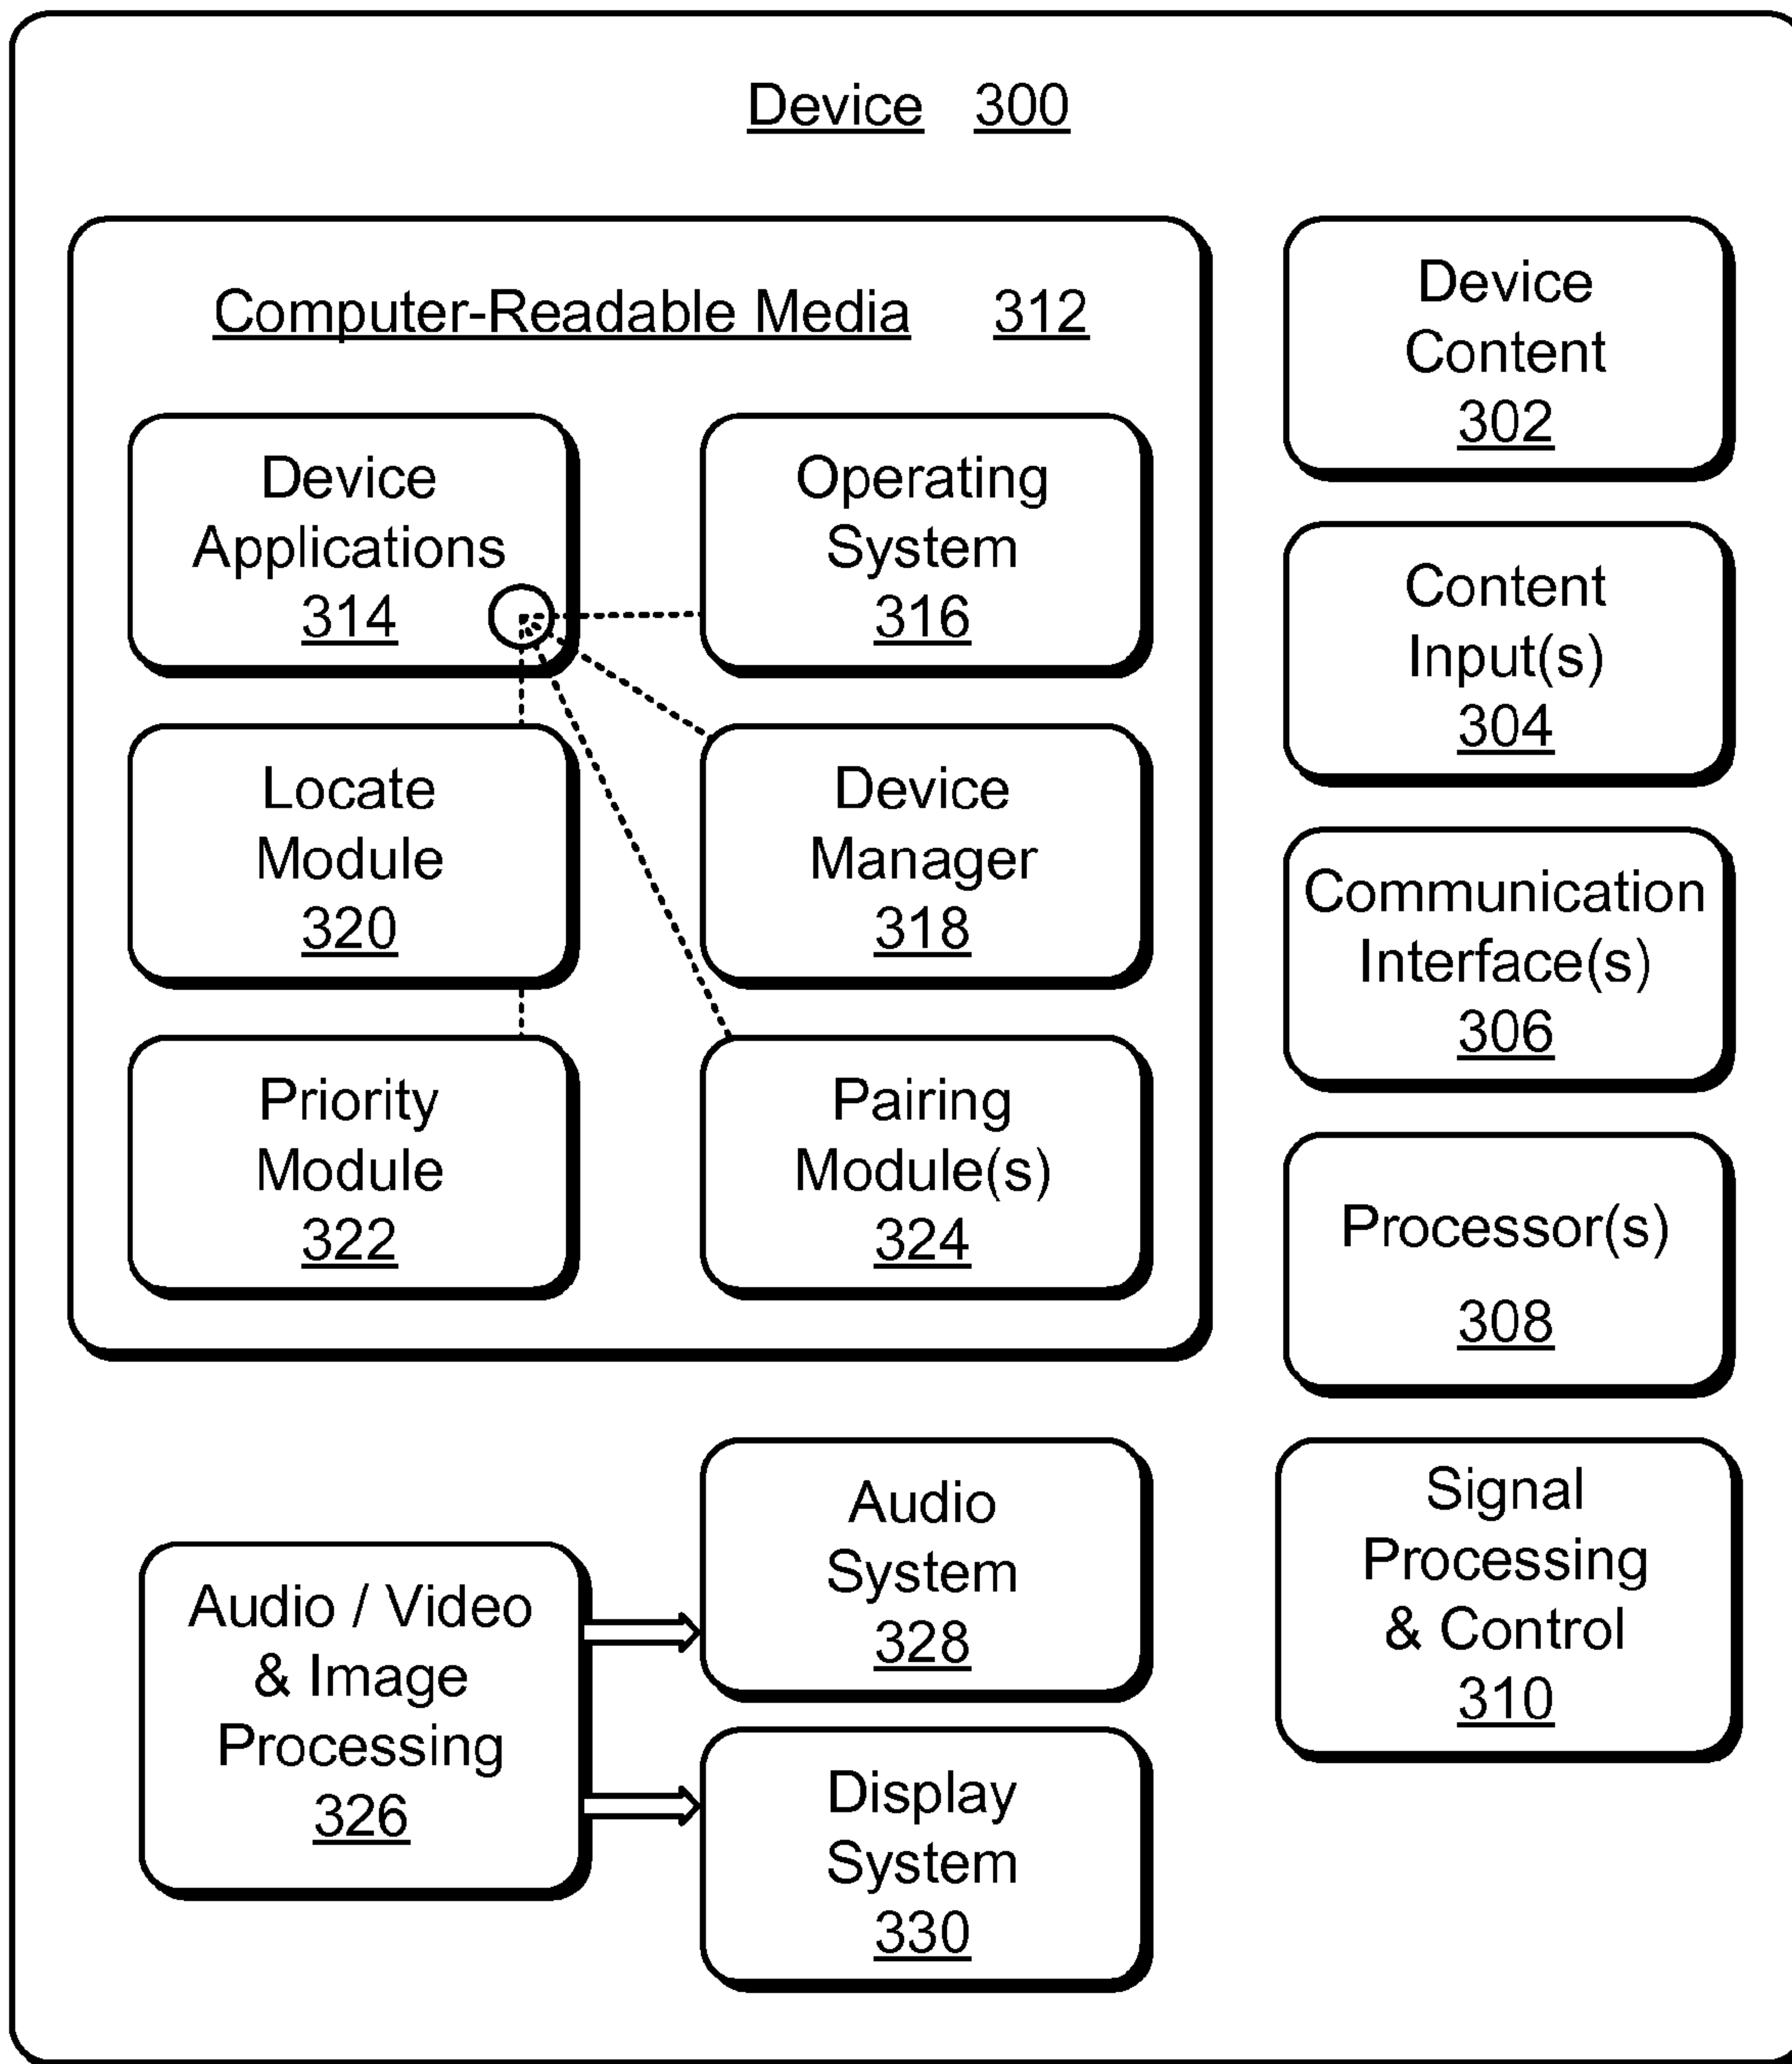 Device 300
Computer-Readable Media 312
Device
Applications
314
Operating
System
316
Locate
Module
320
Device
Manager
318
Priority
Module
322
Pairing
Module(s)
324
Device
Content
302
Content
Input(s)
304
Communication
Interface(s)
306
Processor(s)
308
Signal
Processing
& Control
310
Audio / Video
& Image
Processing
326
Audio
System
328
Display
System
330